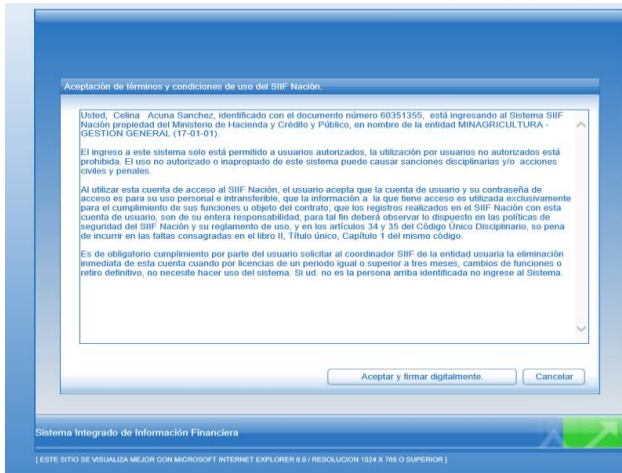 Aceptación de términos y condiciones de uso del SIIF Nación.
Usted, Celina Acuna Sanchez, identificado con el documento número 60351355, está ingresando al Sistema SIIF
Nación propiedad del Ministerio de Hacienda y Crédito y Público, en nombre de la entidad MINAGRICULTURA -
GESTION GENERAL (17-01-01).
El ingreso a este sistema solo está permitido a usuarios autorizados, la utilización por usuarios no autorizados está
prohibida. El uso no autorizado o inapropiado de este sistema puede causar sanciones disciplinarias y/o acciones
civiles y penales.
Al utilizar esta cuenta de acceso al SIIF Nación, el usuario acepta que la cuenta de usuario y su contraseña de
acceso es para su uso personal e intransferible, que la información a la que tiene acceso es utilizada exclusivamente
para el cumplimiento de sus funciones u objeto del contrato; que los registros realizados en el SIIF Nación con esta
cuenta de usuario, son de su entera responsabilidad, para tal fin deberá observar lo dispuesto en las políticas de
seguridad del SIIF Nación y su reglamento de uso, y en los artículos 34 y 35 del Código Único Disciplinario, so pena
de incurrir en las faltas consagradas en el libro II, Título único, Capítulo 1 del mismo código.
Es de obligatorio cumplimiento por parte del usuario solicitar al coordinador SIIF de la entidad usuaria la eliminación
inmediata de esta cuenta cuando por licencias de un periodo igual o superior a tres meses, cambios de funciones o
retiro definitivo, no necesite hacer uso del sistema. Si ud. no es la persona arriba identificada no ingrese al Sistema.
Aceptar y firmar digitalmente.
Cancelar
Sistema Integrado de Información Financiera
[ ESTE SITIO SE VISUALIZA MEJOR CON MICROSOFT INTERNET EXPLORER 6.0 / RESOLUCION 1024 X 768 O SUPERIOR ]